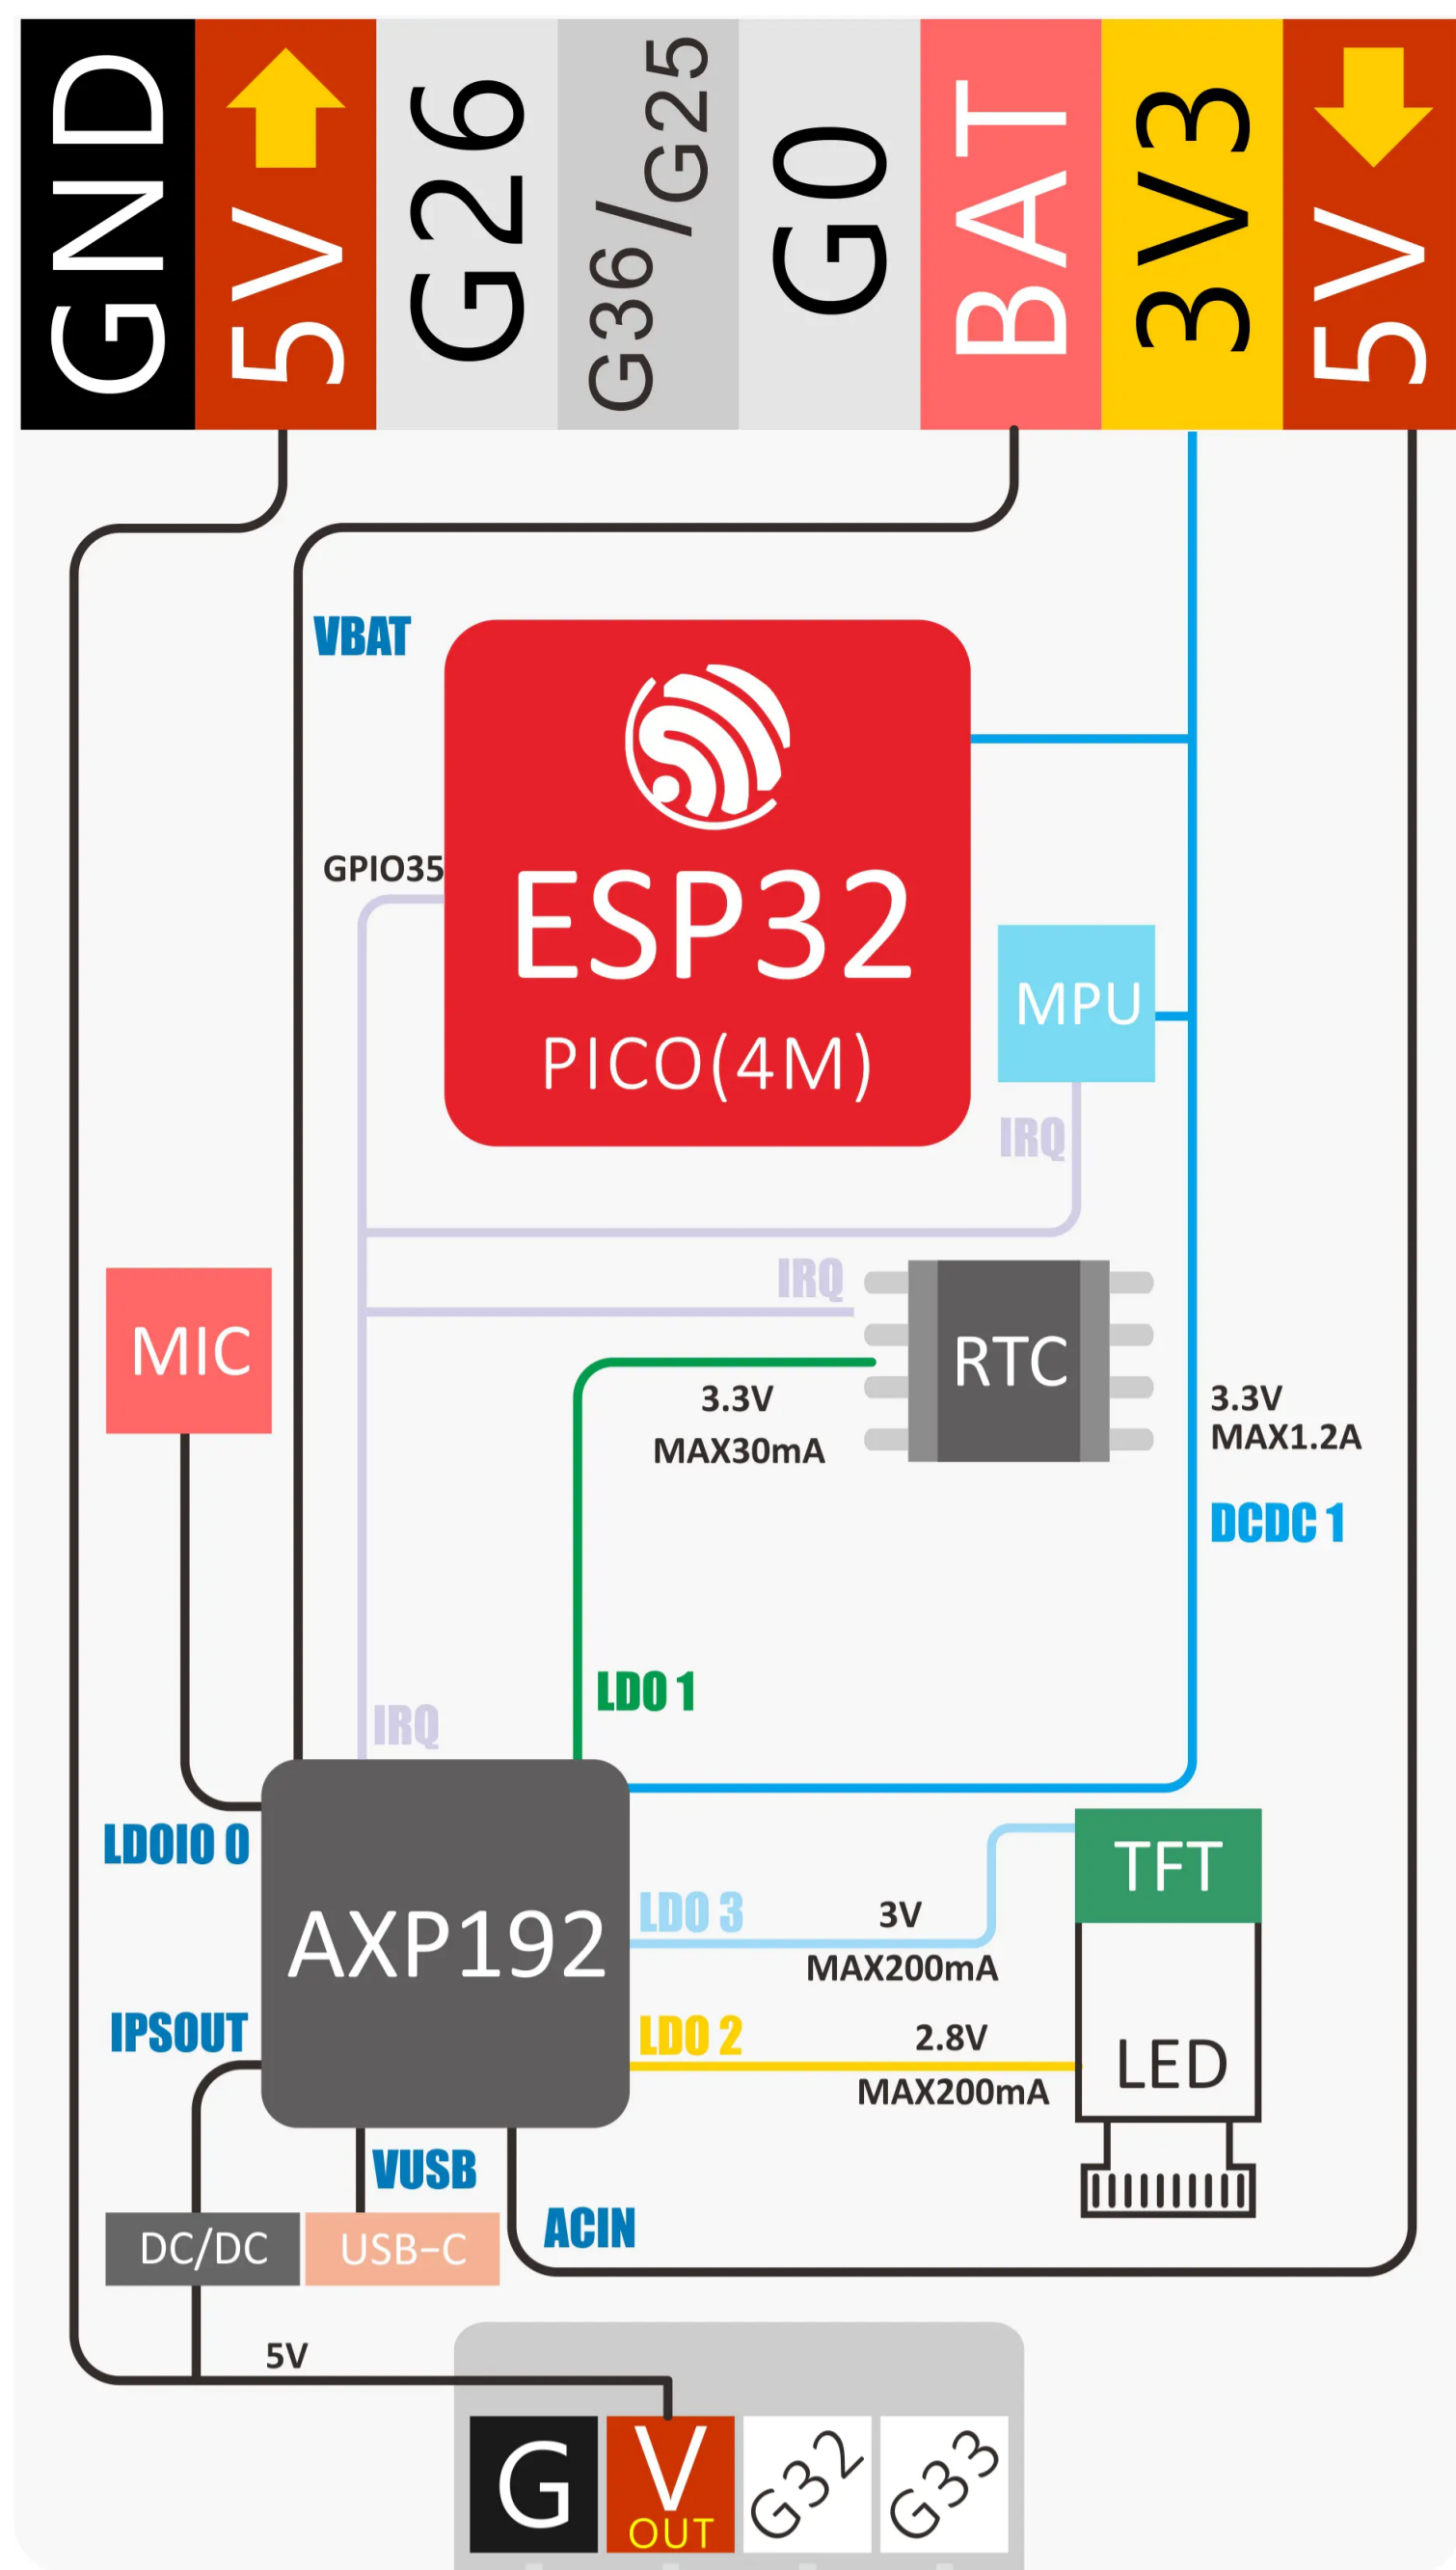 GND
5V
G26
G36/G25
G0
BAT
3V3
5V
VBAT
ESP32
PICO(4M)
GPIO35
MPU
IRQ
IRQ
MIC
RTC
3.3V
MAX30mA
3.3V
MAX1.2A
DCDC 1
LDO 1
IRQ
LDOIO 0
AXP192
TFT
LDO 3
3V
MAX200mA
IPSOUT
LDO 2
2.8V
MAX200mA
LED
VUSB
ACIN
DC/DC
USB-C
5V
G
V
OUT
G32
G33